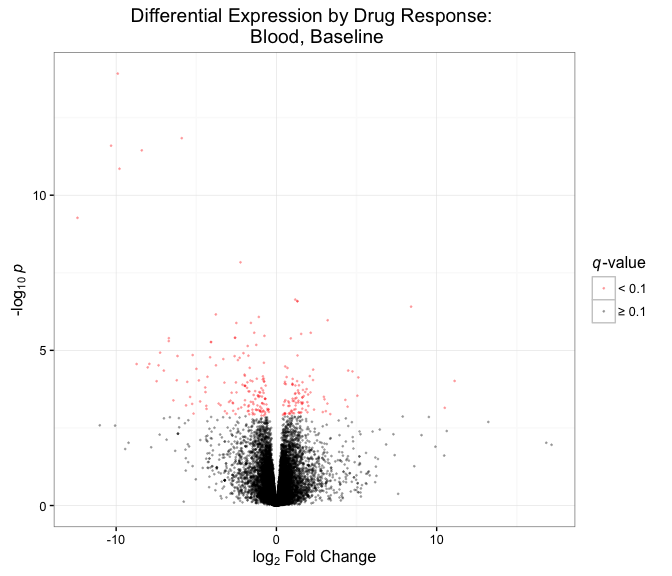 Differential Expression by Drug Response:
Blood, Baseline
10
5
0
-10
0
10
-log₁₀ p
log₂ Fold Change
q-value
< 0.1
≥ 0.1